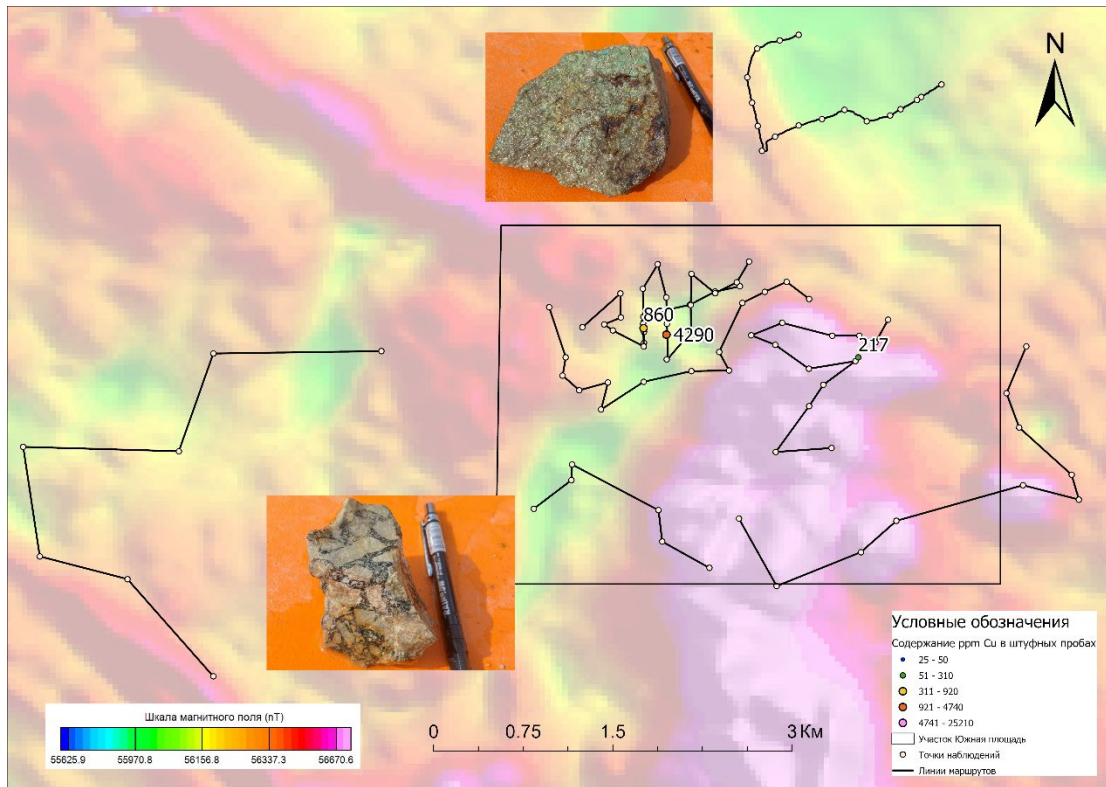 N
860
4290
217
Условные обозначения
Содержание ppm Cu в штуфных пробах
25 - 50
51 - 310
311 - 920
921 - 4740
4741 - 25210
Участок Южная площадь
Точки наблюдений
Линии маршрутов
Шкала магнитного поля (nT)
55625.9 55970.8 56156.8 56337.3 56670.6
0 0.75 1.5 3 Км